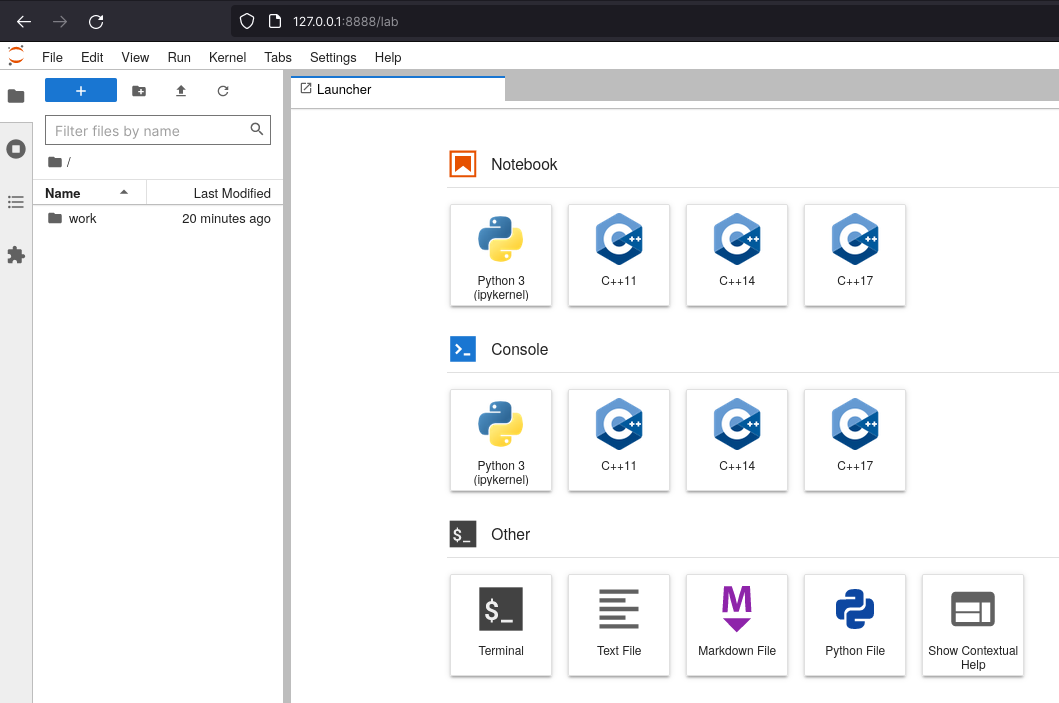 127.0.0.1:8888/lab
File Edit View Run Kernel Tabs Settings Help
+
Launcher
Filter files by name
/
Name Last Modified
work 20 minutes ago
Notebook
Python 3
(ipykernel)
C++11
C++14
C++17
Console
Python 3
(ipykernel)
C++11
C++14
C++17
$_ Other
$_
Terminal
Text File
M
Markdown File
Python File
Show Contextual
Help